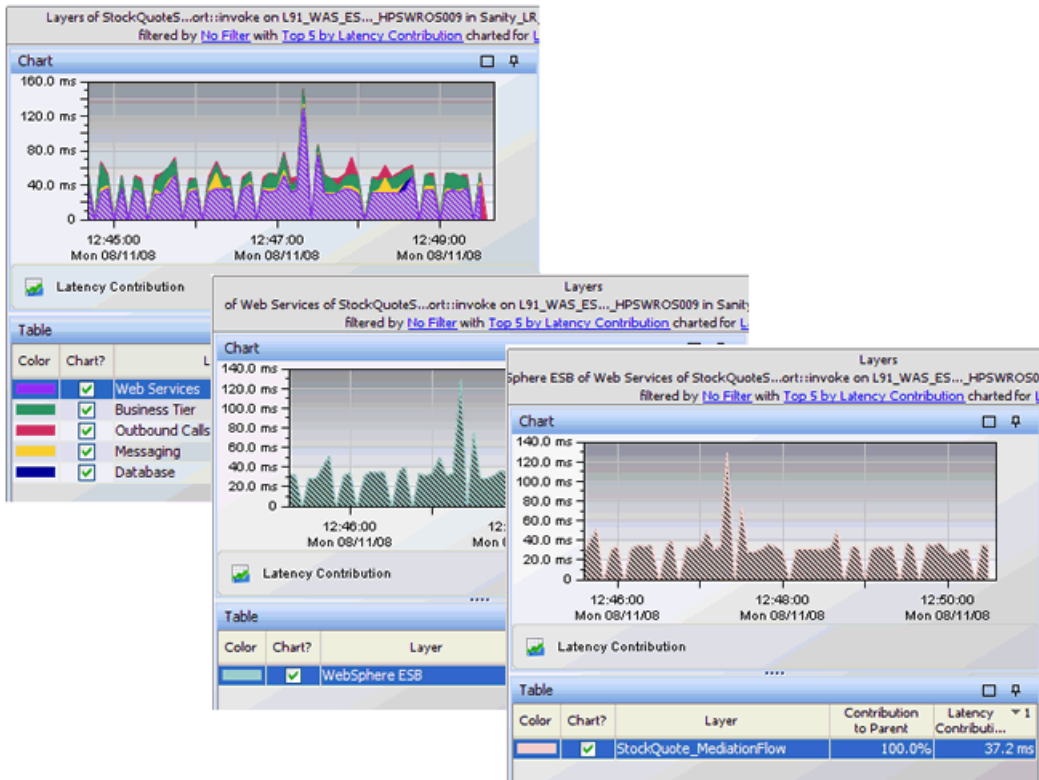 Layers of StockQuoteS...ort::invoke on L91_WAS_ES..._HPSWROS009 in Sanity_LR
filtered by No Filter with Top 5 by Latency Contribution charted for L
Chart
160.0 ms
120.0 ms
80.0 ms
40.0 ms
0
12:45:00 12:47:00 12:49:00
Mon 08/11/08 Mon 08/11/08 Mon 08/11/08
Latency Contribution
Table
Color Chart? L
Web Services
Business Tier
Outbound Calls
Messaging
Database
Layers
of Web Services of StockQuoteS...ort::invoke on L91_WAS_ES..._HPSWROS009 in Sanity
filtered by No Filter with Top 5 by Latency Contribution charted for L
Chart
140.0 ms
120.0 ms
100.0 ms
80.0 ms
60.0 ms
40.0 ms
20.0 ms
0
12:46:00 12:
Mon 08/11/08 Mon
Latency Contribution
Table
Color Chart? Layer
WebSphere ESB
Layers
Sphere ESB of Web Services of StockQuoteS...ort::invoke on L91_WAS_ES..._HPSWROS0
filtered by No Filter with Top 5 by Latency Contribution charted for L
Chart
140.0 ms
120.0 ms
100.0 ms
80.0 ms
60.0 ms
40.0 ms
20.0 ms
0
12:46:00 12:48:00 12:50:00
Mon 08/11/08 Mon 08/11/08 Mon 08/11/08
Latency Contribution
Table
Color Chart? Layer Contribution to Parent Latency Contributi... 1
StockQuote_MediationFlow 100.0% 37.2 ms